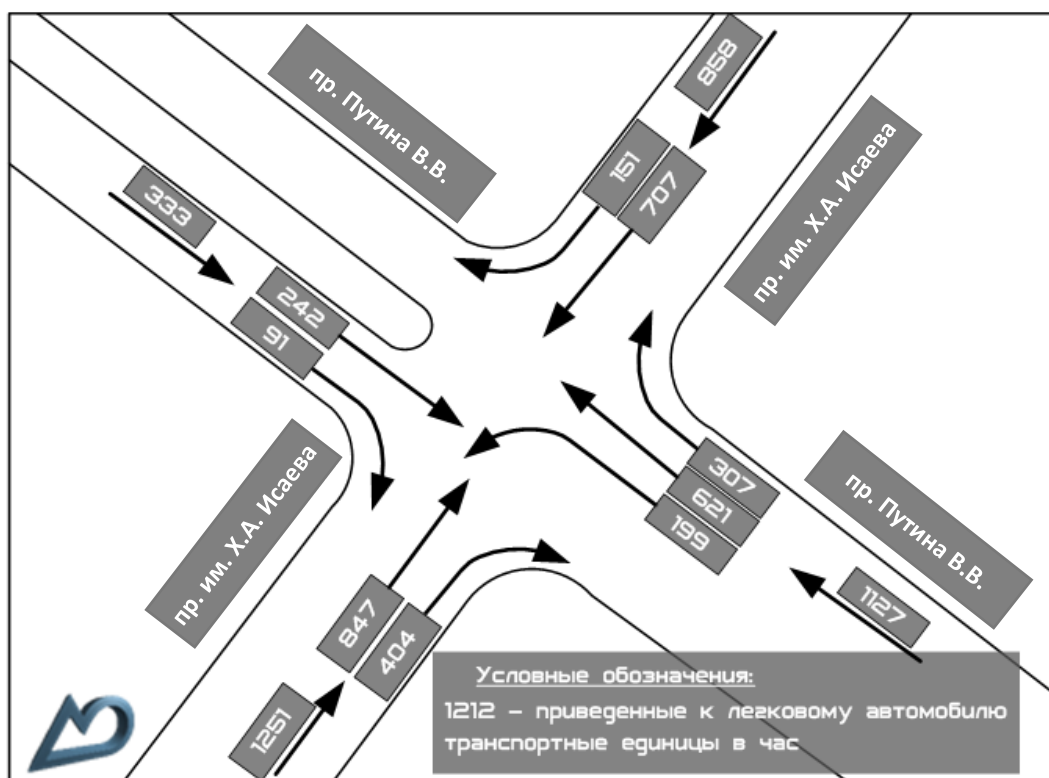 пр. Путина В.В.
858
151
707
пр. им. Х.А. Исаева
333
242
91
307
621
199
пр. им. Х.А. Исаева
пр. Путина В.В.
1127
847
404
1251
Условные обозначения:
1212 – приведенные к легковому автомобилю
транспортные единицы в час